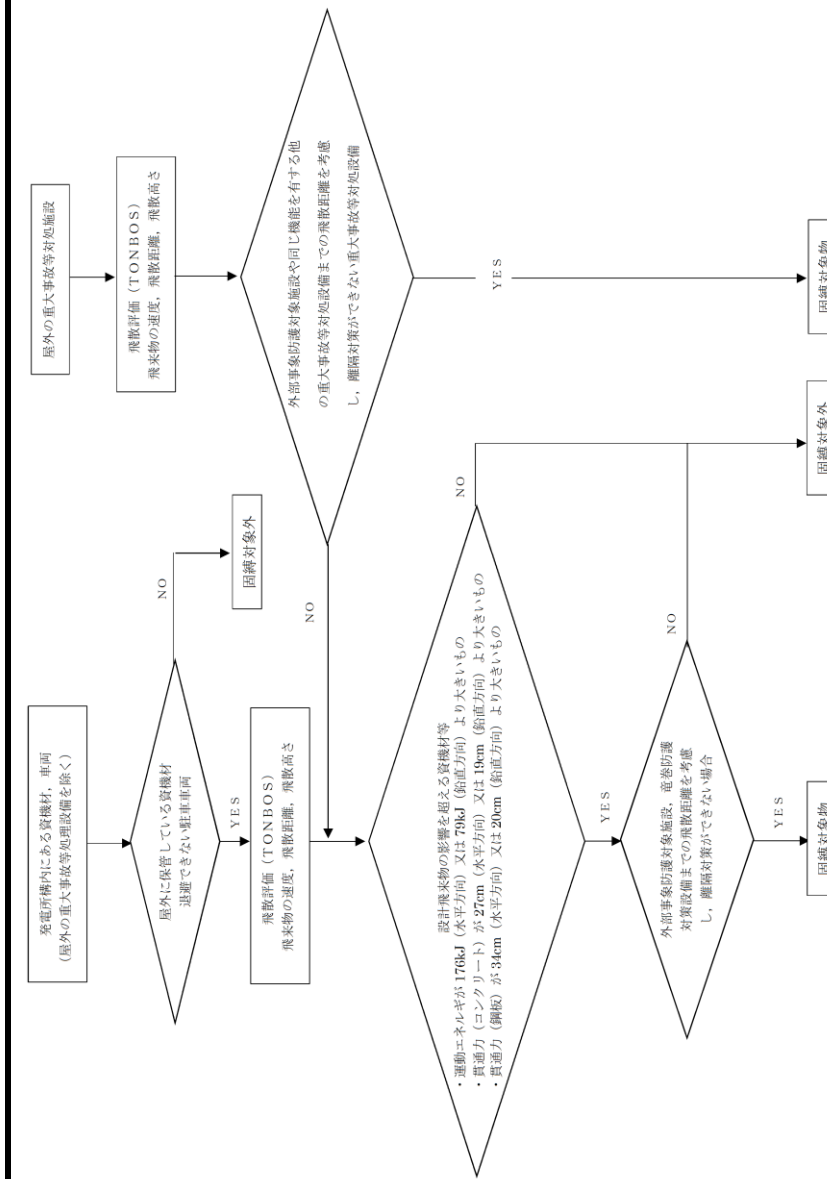 発電所構内にある資機材，車両
（屋外の重大事故等処理設備を除く）
屋外に保管している資機材
退避できない駐車車両
NO
固縛対象外
YES
飛散評価（TONBOS）
飛来物の速度，飛散距離，飛散高さ
設計飛来物の影響を超える資機材等
・運動エネルギが176kJ（水平方向）又は79kJ（鉛直方向）より大きいもの
・貫通力（コンクリート）が27cm（水平方向）又は19cm（鉛直方向）より大きいもの
・貫通力（鋼板）が34cm（水平方向）又は20cm（鉛直方向）より大きいもの
NO
YES
外部事象防護対象施設，竜巻防護
対策設備までの飛散距離を考慮
し，離隔対策ができない場合
NO
YES
固縛対象物
固縛対象外
屋外の重大事故等対処施設
飛散評価（TONBOS）
飛来物の速度，飛散距離，飛散高さ
外部事象防護対象施設や同じ機能を有する他
の重大事故等対処設備までの飛散距離を考慮
し，離隔対策ができない重大事故等対処設備
NO
YES
固縛対象物